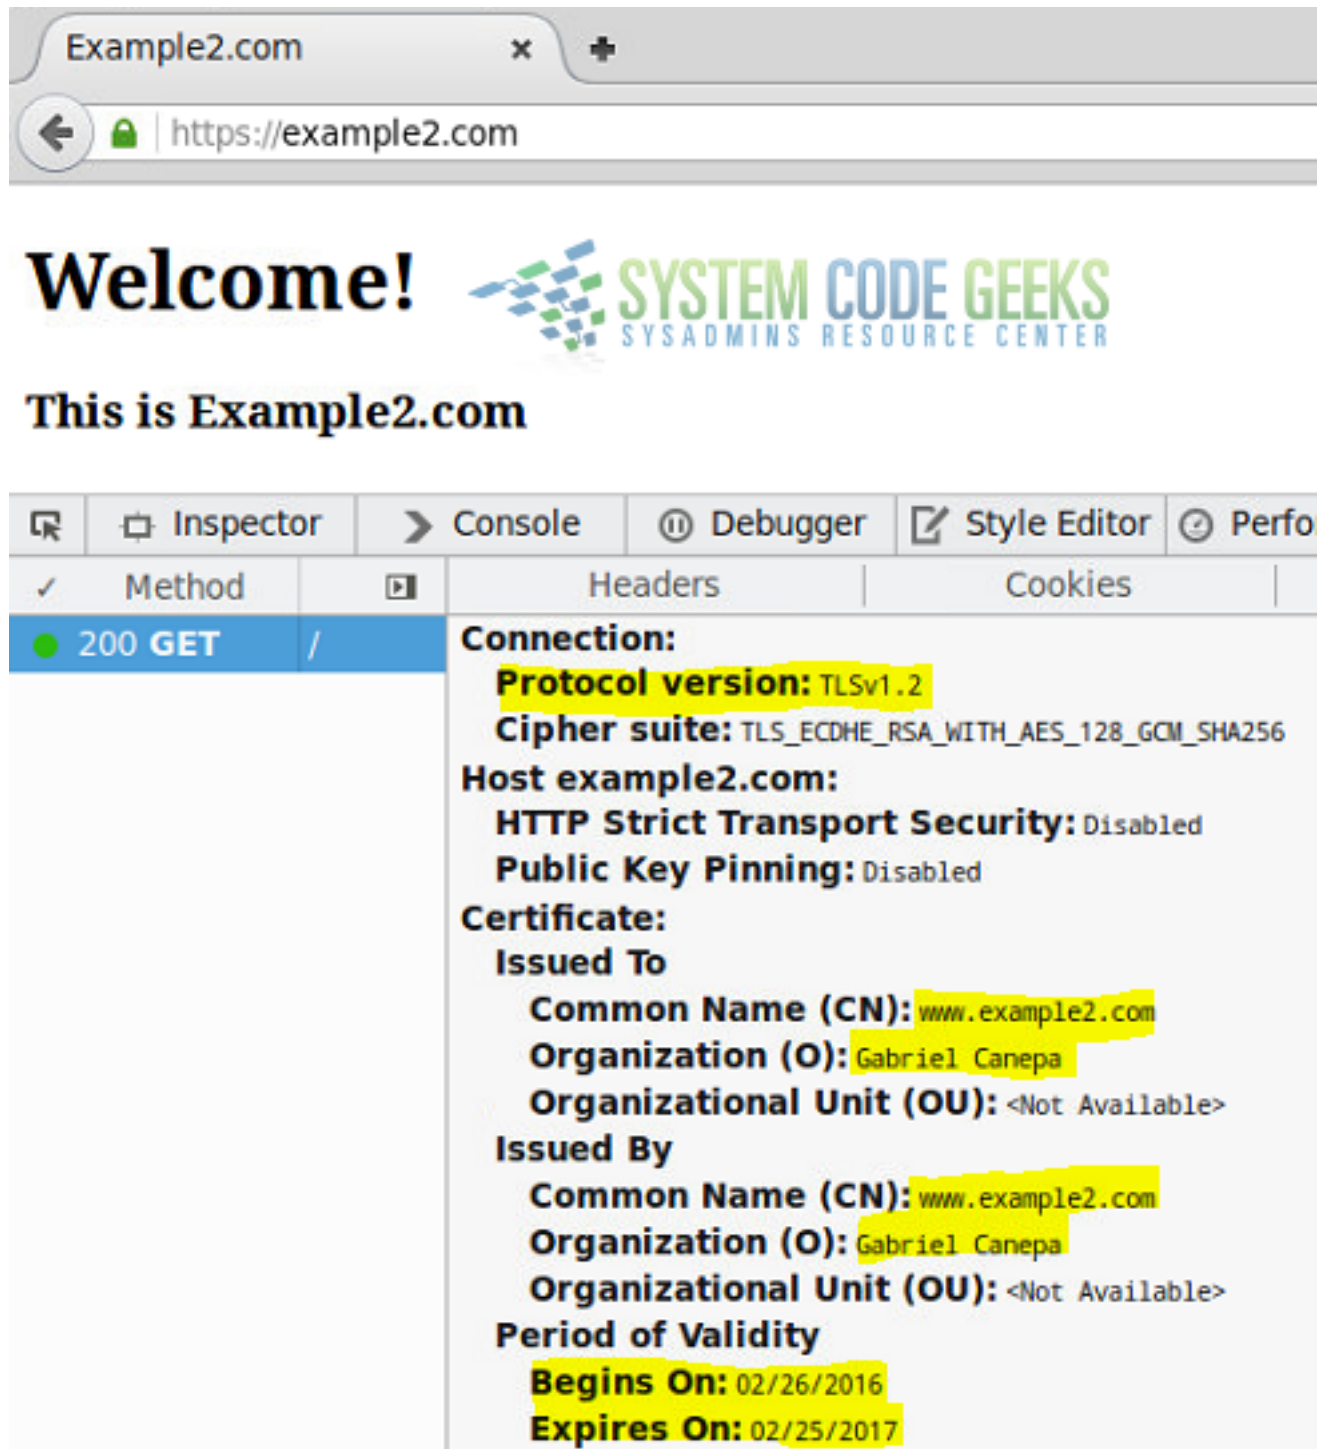 Example2.com
https://example2.com
Welcome!
SYSTEM CODE GEEKS
SYSADMINS RESOURCE CENTER
This is Example2.com
Inspector Console Debugger Style Editor Perfo
✓ Method Headers Cookies
200 GET /
Connection:
Protocol version: TLSv1.2
Cipher suite: TLS_ECDHE_RSA_WITH_AES_128_GCM_SHA256
Host example2.com:
HTTP Strict Transport Security: Disabled
Public Key Pinning: Disabled
Certificate:
Issued To
Common Name (CN): www.example2.com
Organization (O): Gabriel Canepa
Organizational Unit (OU): <Not Available>
Issued By
Common Name (CN): www.example2.com
Organization (O): Gabriel Canepa
Organizational Unit (OU): <Not Available>
Period of Validity
Begins On: 02/26/2016
Expires On: 02/25/2017